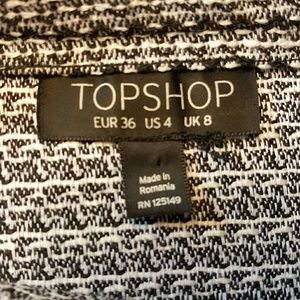 TOPSHOP
EUR 36 US 4 UK 8
Made in
Romania
RN 125149